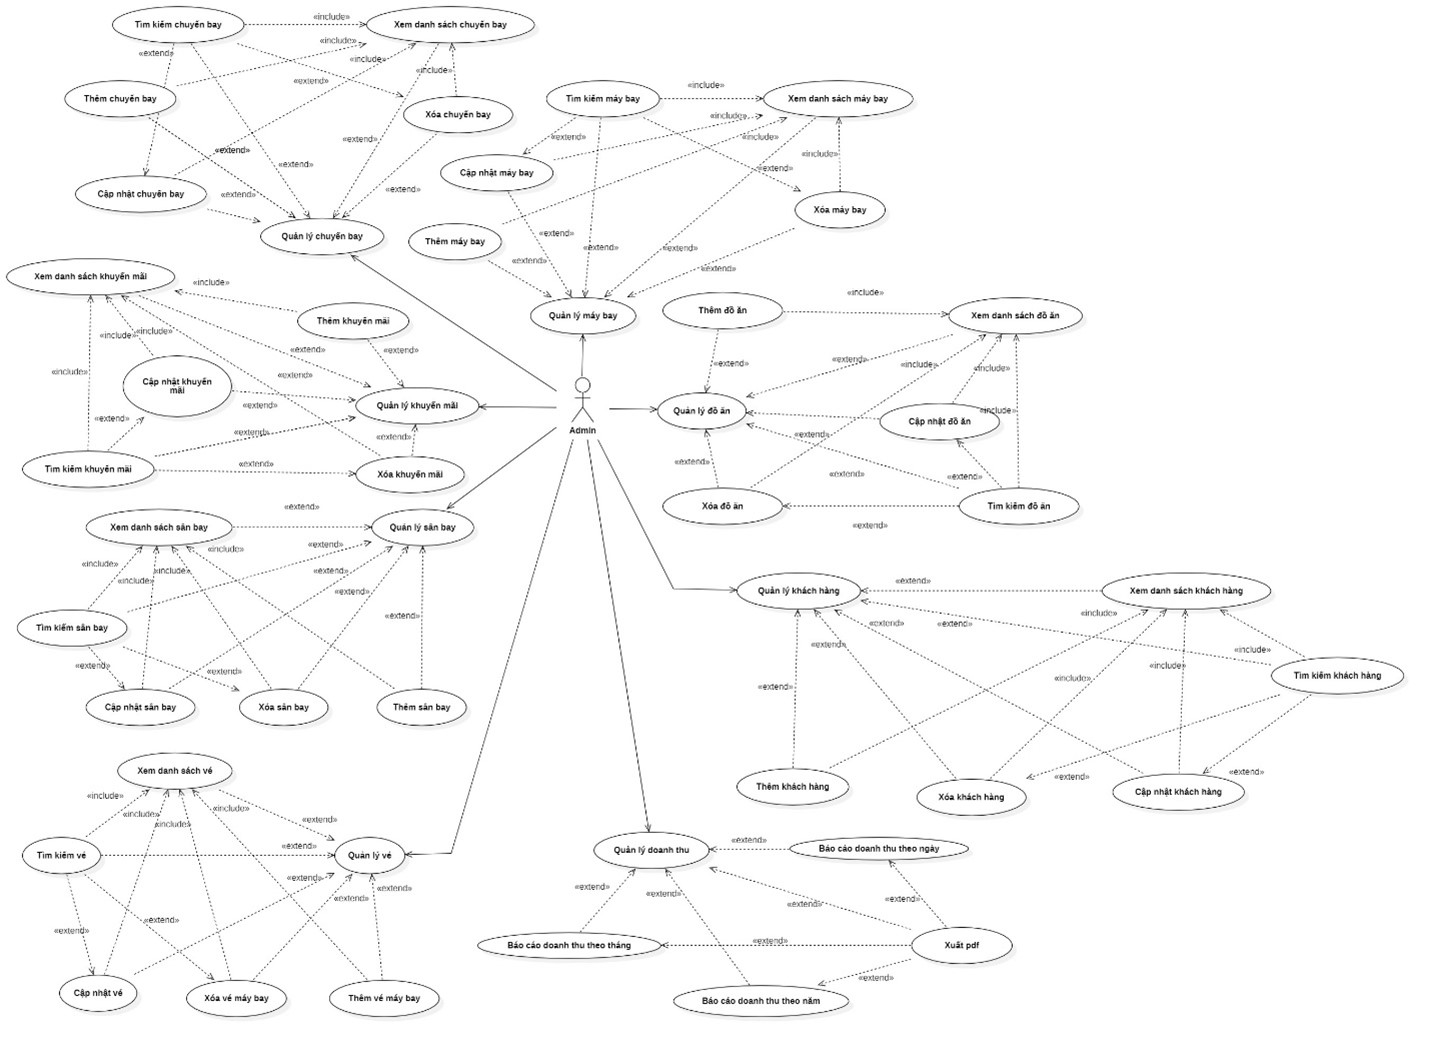 Tìm kiếm chuyến bay
«include»
Xem danh sách chuyến bay
«extend»
«include»
«include»
«extend»
«include»
Thêm chuyến bay
Xóa chuyến bay
«extend»
«extend»
«extend»
Cập nhật chuyến bay
«extend»
«extend»
Quản lý chuyến bay
Tìm kiếm máy bay
«include»
Xem danh sách máy bay
«include»
«extend»
«include»
«include»
Cập nhật máy bay
«extend»
Xóa máy bay
Thêm máy bay
«extend»
«extend»
«extend»
«extend»
«extend»
Quản lý máy bay
Xem danh sách khuyến mãi
«include»
Thêm khuyến mãi
«include»
«include»
«extend»
«extend»
«include»
«extend»
Cập nhật khuyến
mãi
«extend»
Quản lý khuyến mãi
«extend»
«extend»
«extend»
Tìm kiếm khuyến mãi
«extend»
Xóa khuyến mãi
Admin
Thêm đồ ăn
«include»
Xem danh sách đồ ăn
«extend»
«extend»
«include»
«include»
Quản lý đồ ăn
«include»
Cập nhật đồ ăn
«extend»
«extend»
«extend»
«extend»
Xóa đồ ăn
Tìm kiếm đồ ăn
«extend»
Xem danh sách sân bay
«extend»
Quản lý sân bay
«extend»
«include»
«include»
«include»
«include»
«extend»
«extend»
«extend»
Tìm kiếm sân bay
«extend»
«extend»
Cập nhật sân bay
Xóa sân bay
Thêm sân bay
Quản lý khách hàng
«extend»
Xem danh sách khách hàng
«include»
«extend»
«extend»
«extend»
«include»
«include»
«include»
Tìm kiếm khách hàng
«extend»
«extend»
«extend»
Thêm khách hàng
Xóa khách hàng
Cập nhật khách hàng
Xem danh sách vé
«include»
«include»
«include»
«include»
«extend»
Tìm kiếm vé
«extend»
Quản lý vé
«extend»
«extend»
«extend»
«extend»
«extend»
Cập nhật vé
Xóa vé máy bay
Thêm vé máy bay
Quản lý doanh thu
«extend»
Báo cáo doanh thu theo ngày
«extend»
«extend»
«extend»
«extend»
Báo cáo doanh thu theo tháng
«extend»
Xuất pdf
«extend»
Báo cáo doanh thu theo năm